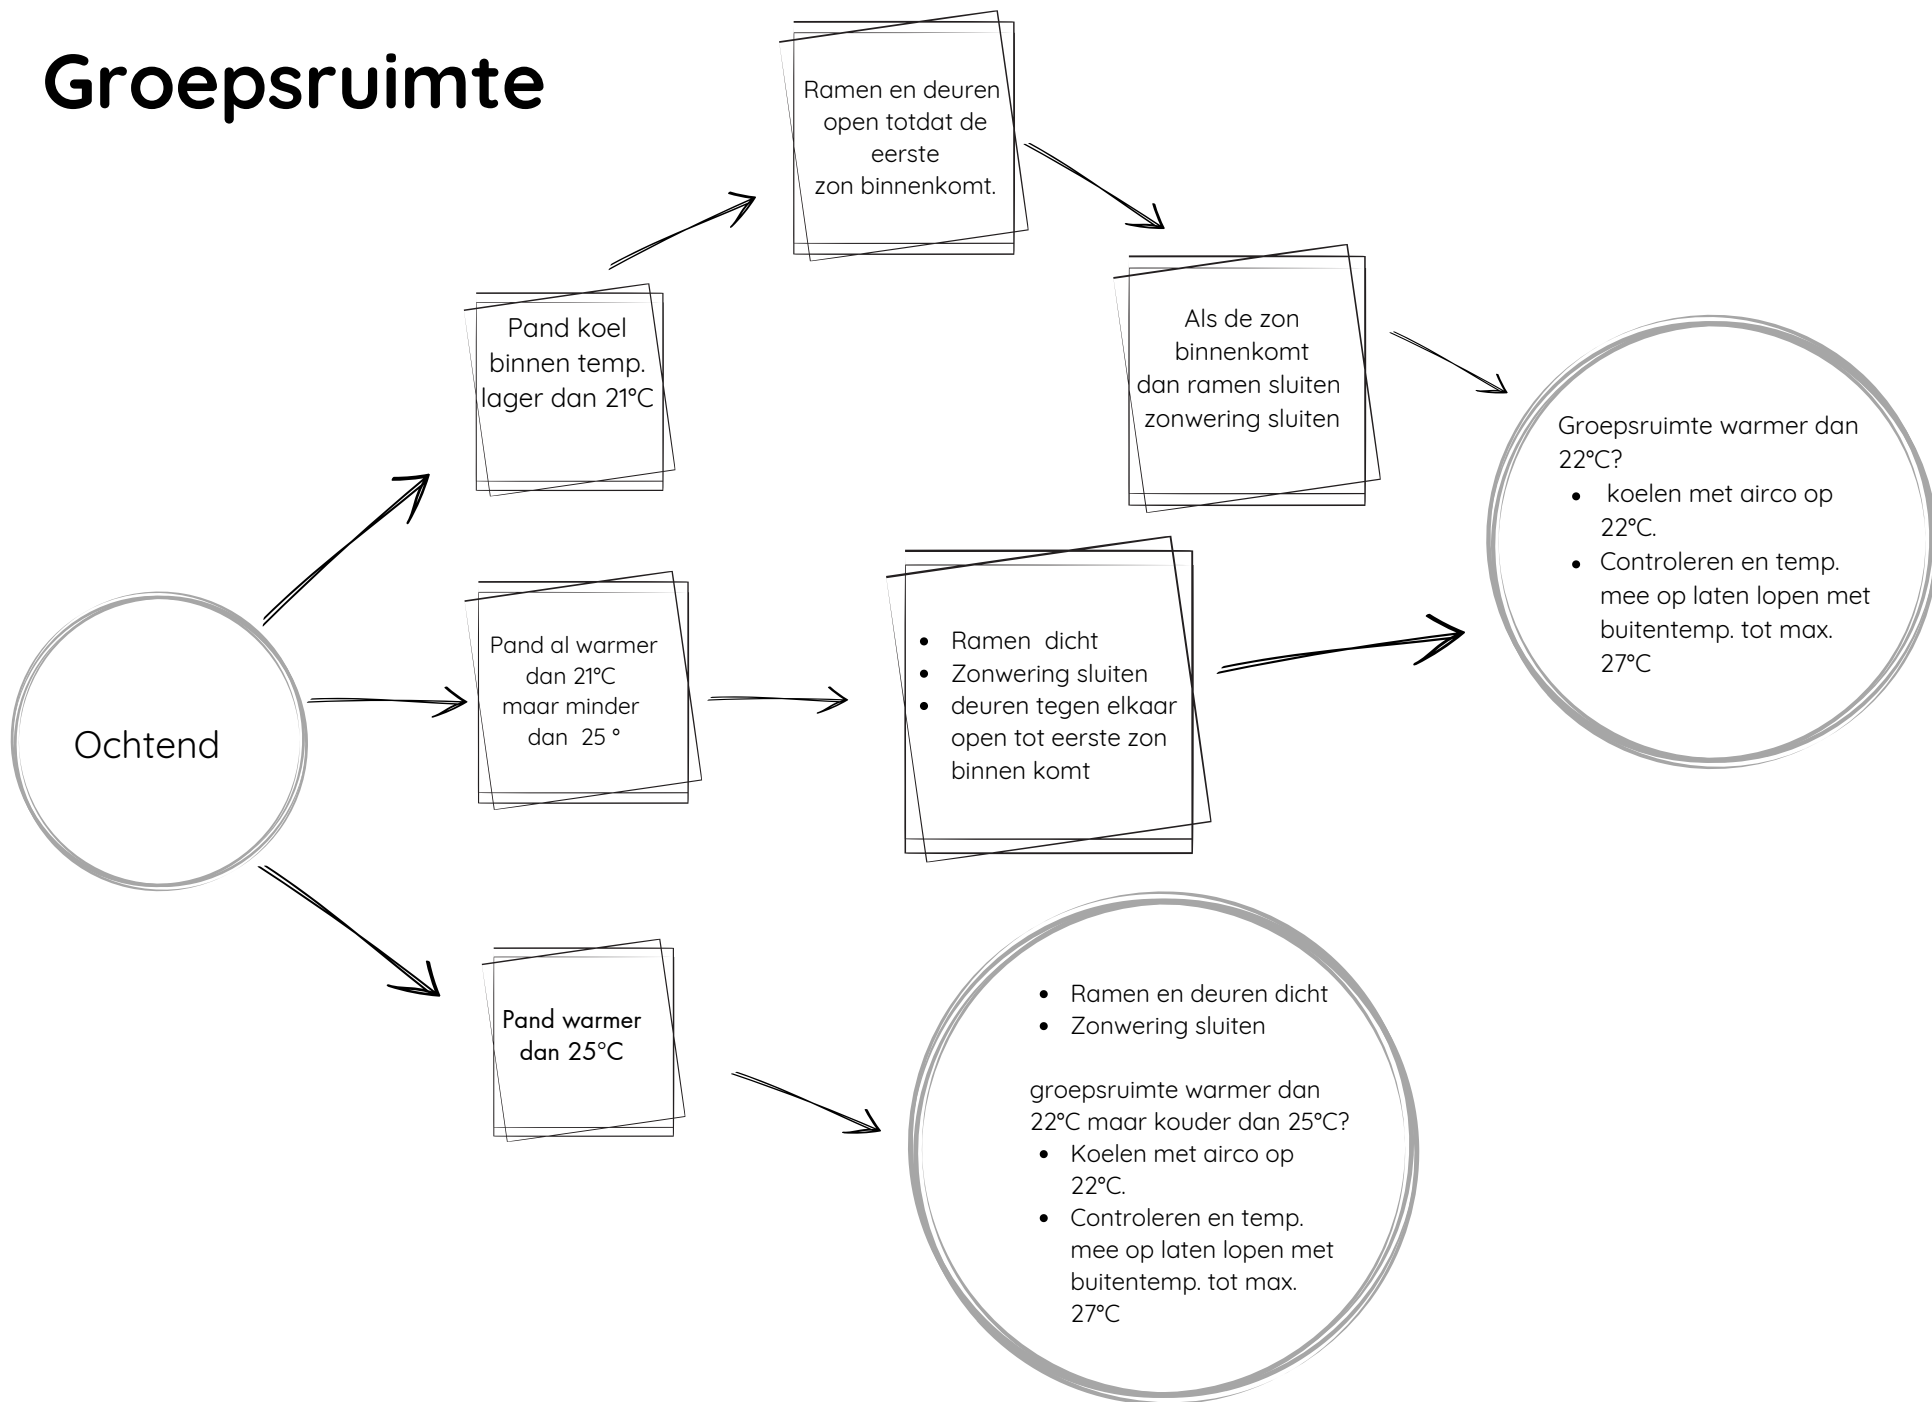 Groepsruimte
Ochtend
Pand koel
binnen temp.
lager dan 21°C
Ramen en deuren
open totdat de
eerste
zon binnenkomt.
Als de zon
binnenkomt
dan ramen sluiten
zonwering sluiten
Pand al warmer
dan 21°C
maar minder
dan 25 °
• Ramen dicht
• Zonwering sluiten
• deuren tegen elkaar
open tot eerste zon
binnen komt
Groepsruimte warmer dan
22°C?
• koelen met airco op
22°C.
• Controleren en temp.
mee op laten lopen met
buitentemp. tot max.
27°C
Pand warmer
dan 25°C
• Ramen en deuren dicht
• Zonwering sluiten
groepsruimte warmer dan
22°C maar kouder dan 25°C?
• Koelen met airco op
22°C.
• Controleren en temp.
mee op laten lopen met
buitentemp. tot max.
27°C